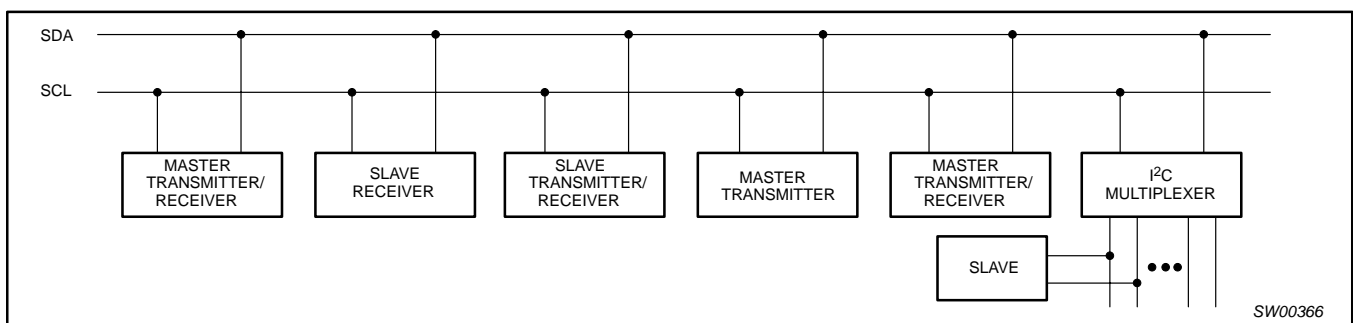 SDA
SCL
MASTER
TRANSMITTER/
RECEIVER
SLAVE
RECEIVER
SLAVE
TRANSMITTER/
RECEIVER
MASTER
TRANSMITTER
MASTER
TRANSMITTER/
RECEIVER
I²C
MULTIPLEXER
SLAVE
SW00366